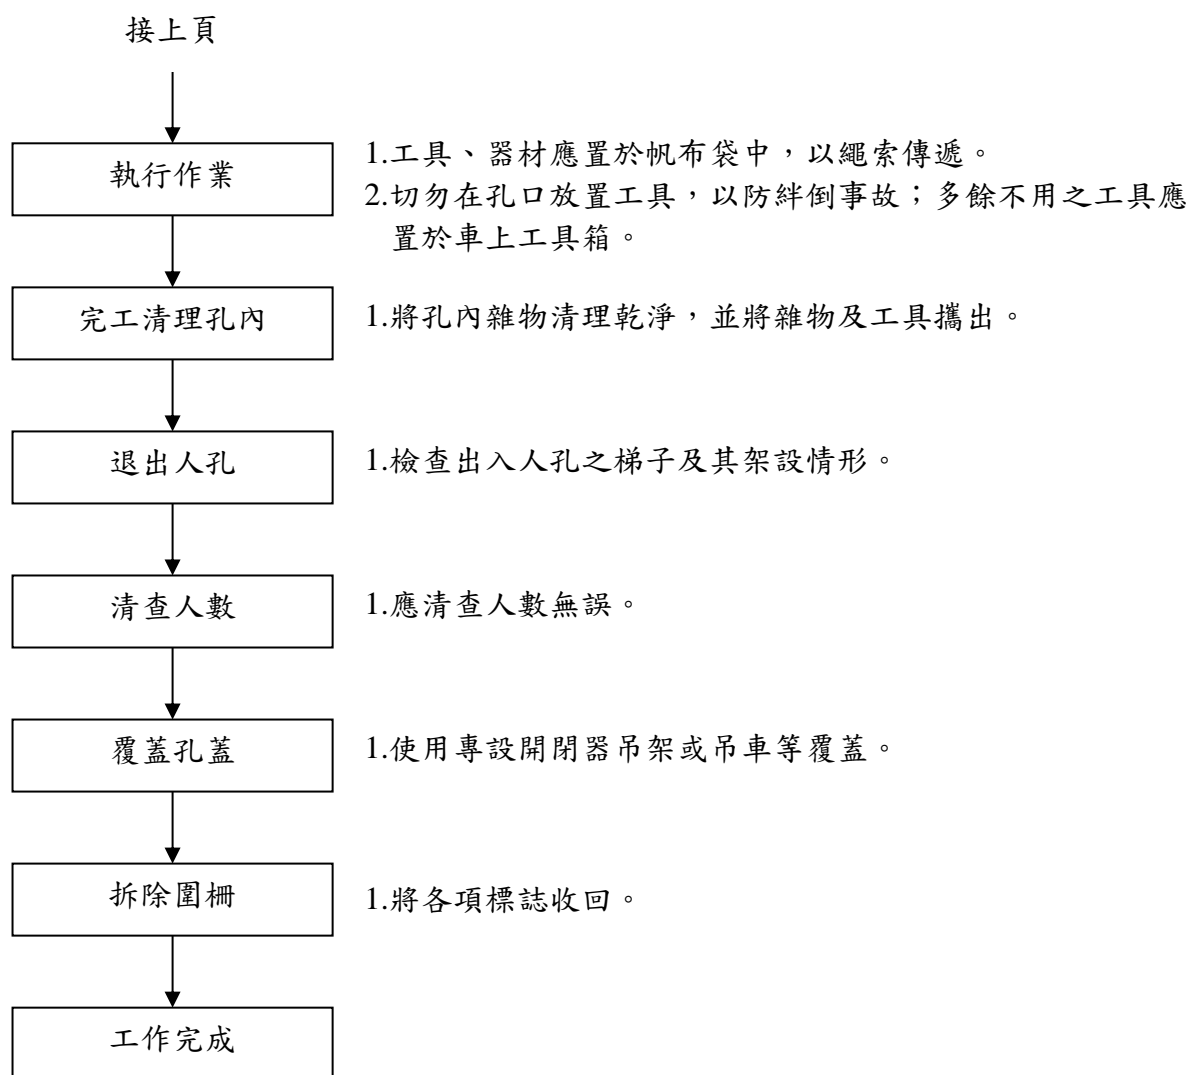 接上頁
執行作業
1.工具、器材應置於帆布袋中，以繩索傳遞。
2.切勿在孔口放置工具，以防絆倒事故；多餘不用之工具應
置於車上工具箱。
完工清理孔內
1.將孔內雜物清理乾淨，並將雜物及工具攜出。
退出人孔
1.檢查出入人孔之梯子及其架設情形。
清查人數
1.應清查人數無誤。
覆蓋孔蓋
1.使用專設開閉器吊架或吊車等覆蓋。
拆除圍柵
1.將各項標誌收回。
工作完成